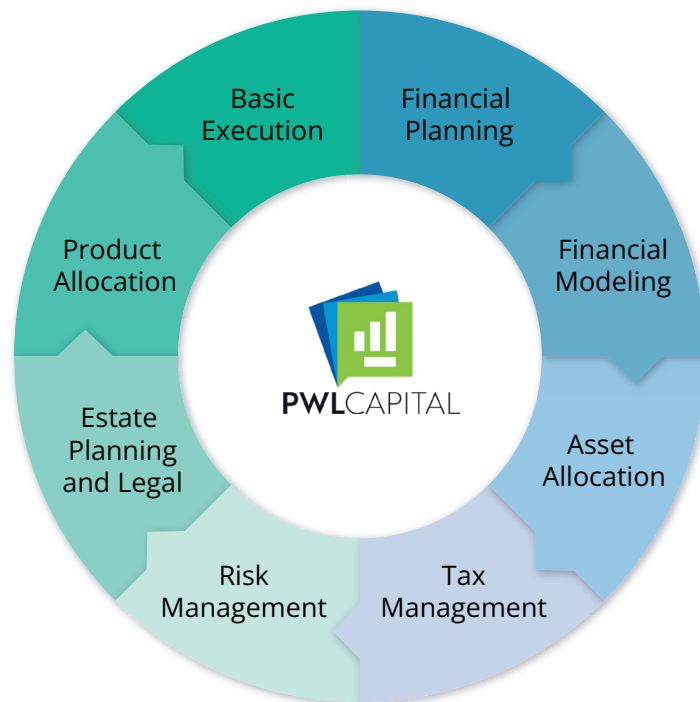 Basic
Execution
Financial
Planning
Financial
Modeling
Asset
Allocation
Tax
Management
Risk
Management
Estate
Planning
and Legal
Product
Allocation
PWLCAPITAL